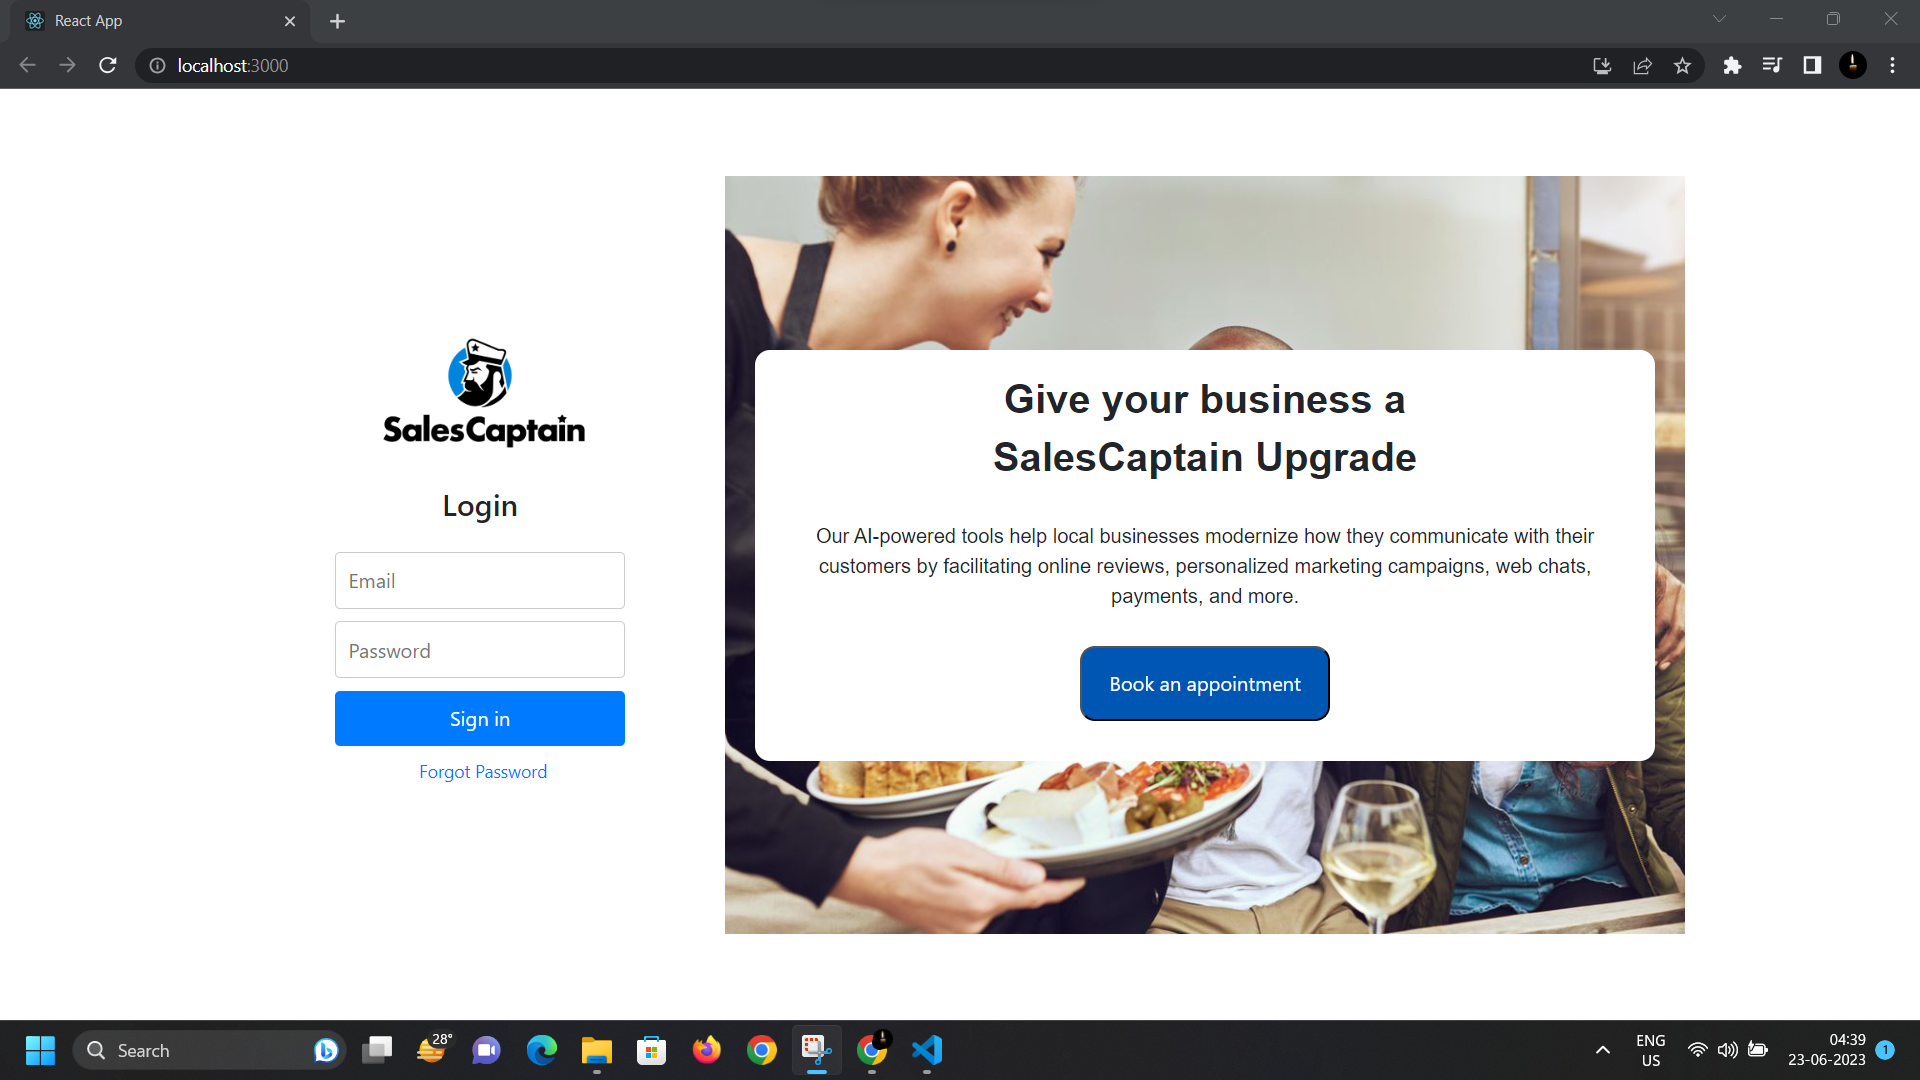 React App
localhost:3000
SalesCaptain
Login
Email
Password
Sign in
Forgot Password
Give your business a
SalesCaptain Upgrade
Our AI-powered tools help local businesses modernize how they communicate with their
customers by facilitating online reviews, personalized marketing campaigns, web chats,
payments, and more.
Book an appointment
Search
28°
ENG
US
04:39
23-06-2023
1